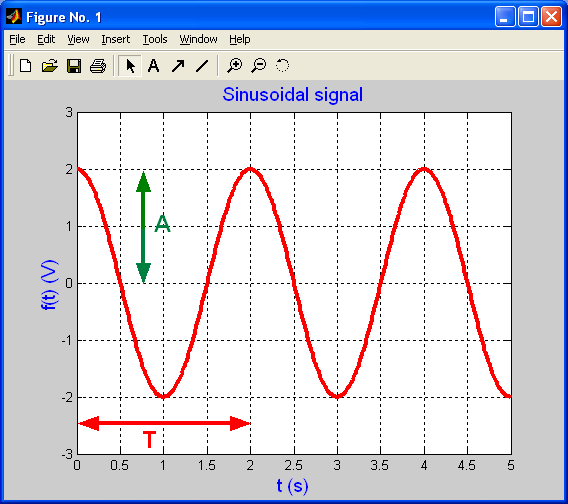 Figure No. 1
File Edit View Insert Tools Window Help
A
Sinusoidal signal
3
2
1
0
-1
-2
-3
f(t) (V)
A
T
0 0.5 1 1.5 2 2.5 3 3.5 4 4.5 5
t (s)